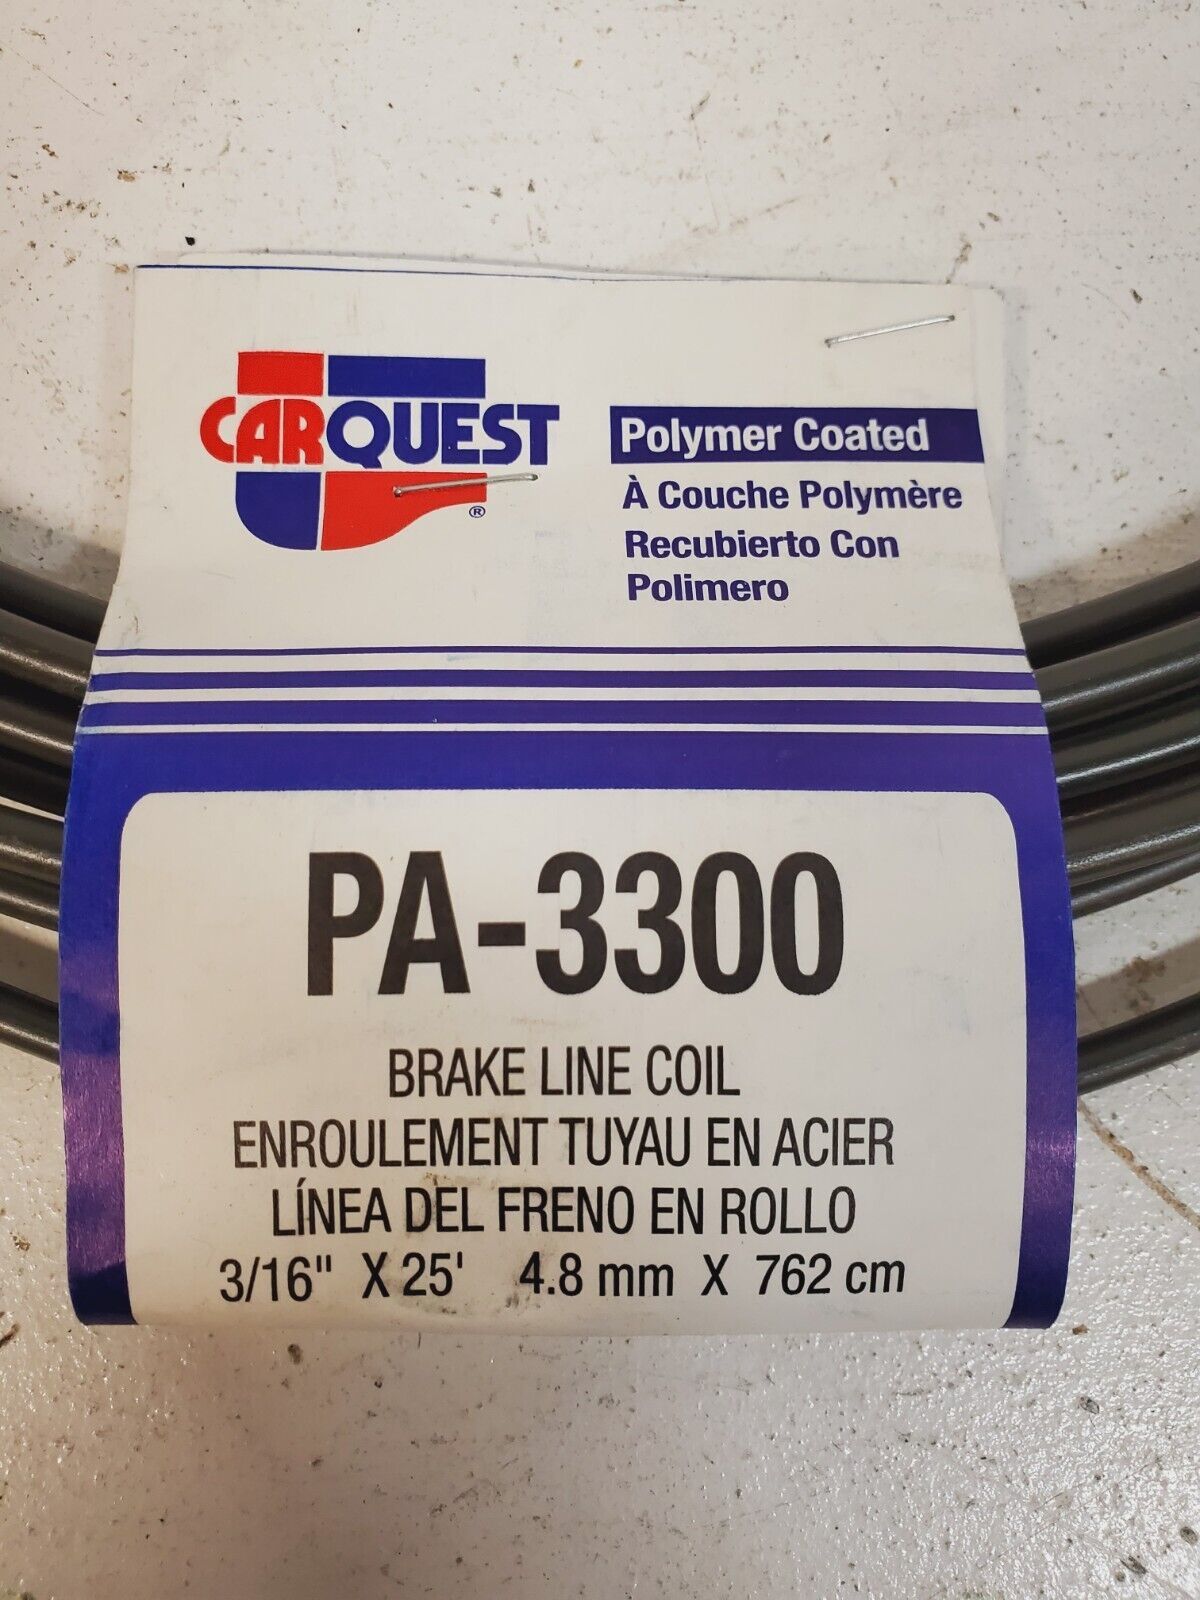 CARQUEST
®
Polymer Coated
À Couche Polymère
Recubierto Con
Polimero
PA-3300
BRAKE LINE COIL
ENROULEMENT TUYAU EN ACIER
LÍNEA DEL FRENO EN ROLLO
3/16" X 25' 4.8 mm X 762 cm